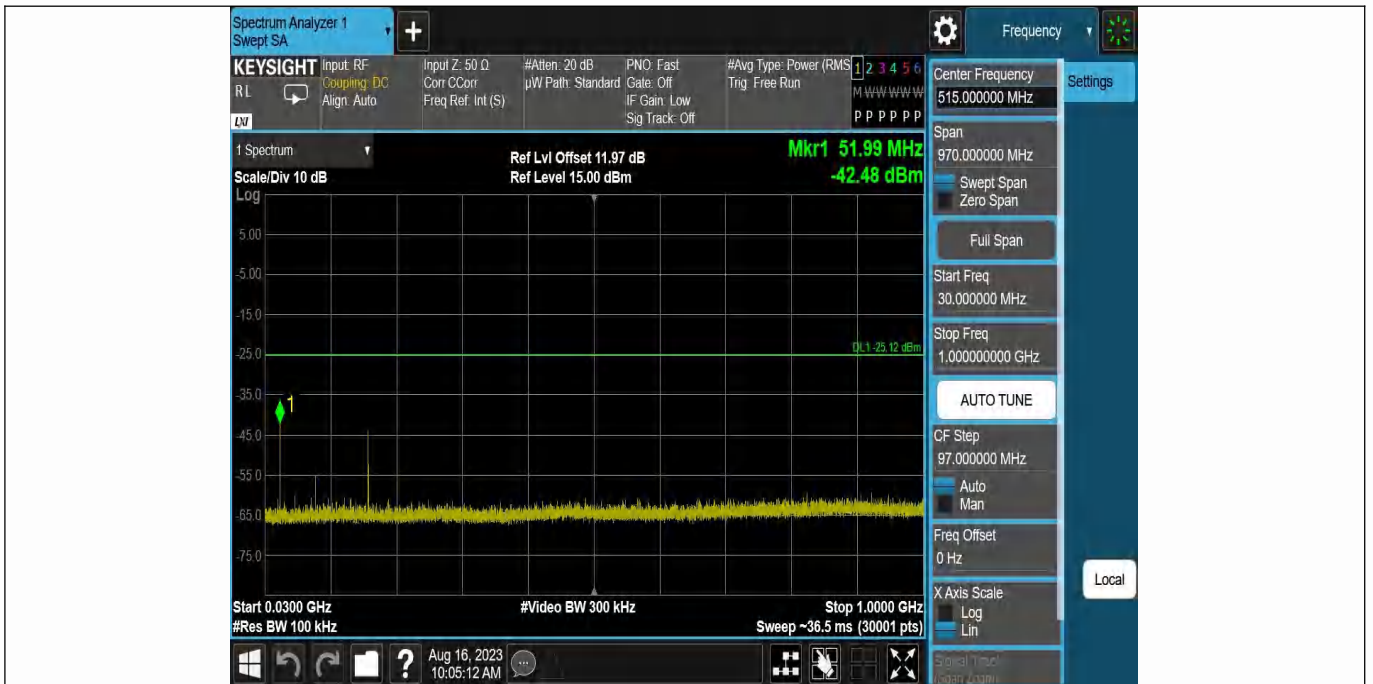 Spectrum Analyzer 1
Swept SA
Frequency
KEYSIGHT
Input: RF
Coupling: DC
Align: Auto
Input Z: 50 Ω
Corr CCorr
Freq Ref: Int (S)
#Atten: 20 dB
µW Path: Standard
PNO: Fast
Gate: Off
IF Gain: Low
Sig Track: Off
#Avg Type: Power (RMS
Trig: Free Run
1 2 3 4 5 6
M W W W W W
P P P P P P
R L
LXI
1 Spectrum
Scale/Div 10 dB
Log
Ref Lvl Offset 11.97 dB
Ref Level 15.00 dBm
Mkr1 51.99 MHz
-42.48 dBm
5.00
-5.00
-15.0
-25.0
-35.0
-45.0
-55.0
-65.0
-75.0
DL1 -25.12 dBm
1
Start 0.0300 GHz
#Res BW 100 kHz
#Video BW 300 kHz
Stop 1.0000 GHz
Sweep ~36.5 ms (30001 pts)
Center Frequency
515.000000 MHz
Settings
Span
970.000000 MHz
Swept Span
Zero Span
Full Span
Start Freq
30.000000 MHz
Stop Freq
1.000000000 GHz
AUTO TUNE
CF Step
97.000000 MHz
Auto
Man
Freq Offset
0 Hz
X Axis Scale
Log
Lin
Signal Track
(Span Zoom)
Local
?
Aug 16, 2023
10:05:12 AM